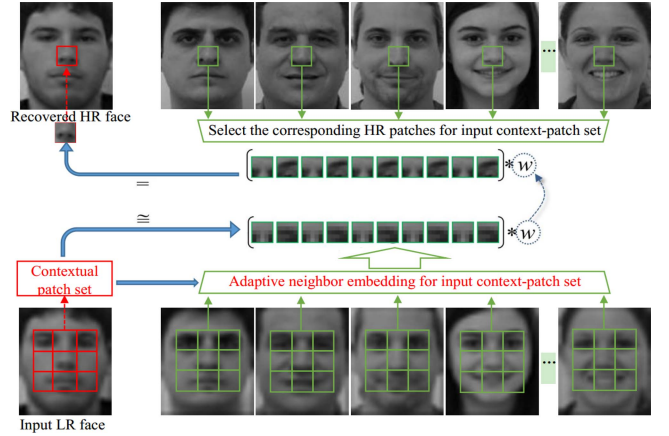 ...
Recovered HR face
Select the corresponding HR patches for input context-patch set
* w
=
≅
* w
Contextual
patch set
Adaptive neighbor embedding for input context-patch set
...
Input LR face